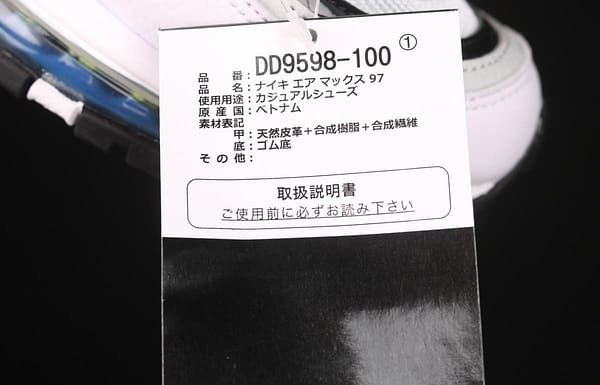 ①
品番：DD9598-100
品名：ナイキ エア マックス 97
使用用途：カジュアルシューズ
原産国：ベトナム
素材表記
甲：天然皮革＋合成樹脂＋合成繊維
底：ゴム底
その他：
取扱説明書
ご使用前に必ずお読み下さい